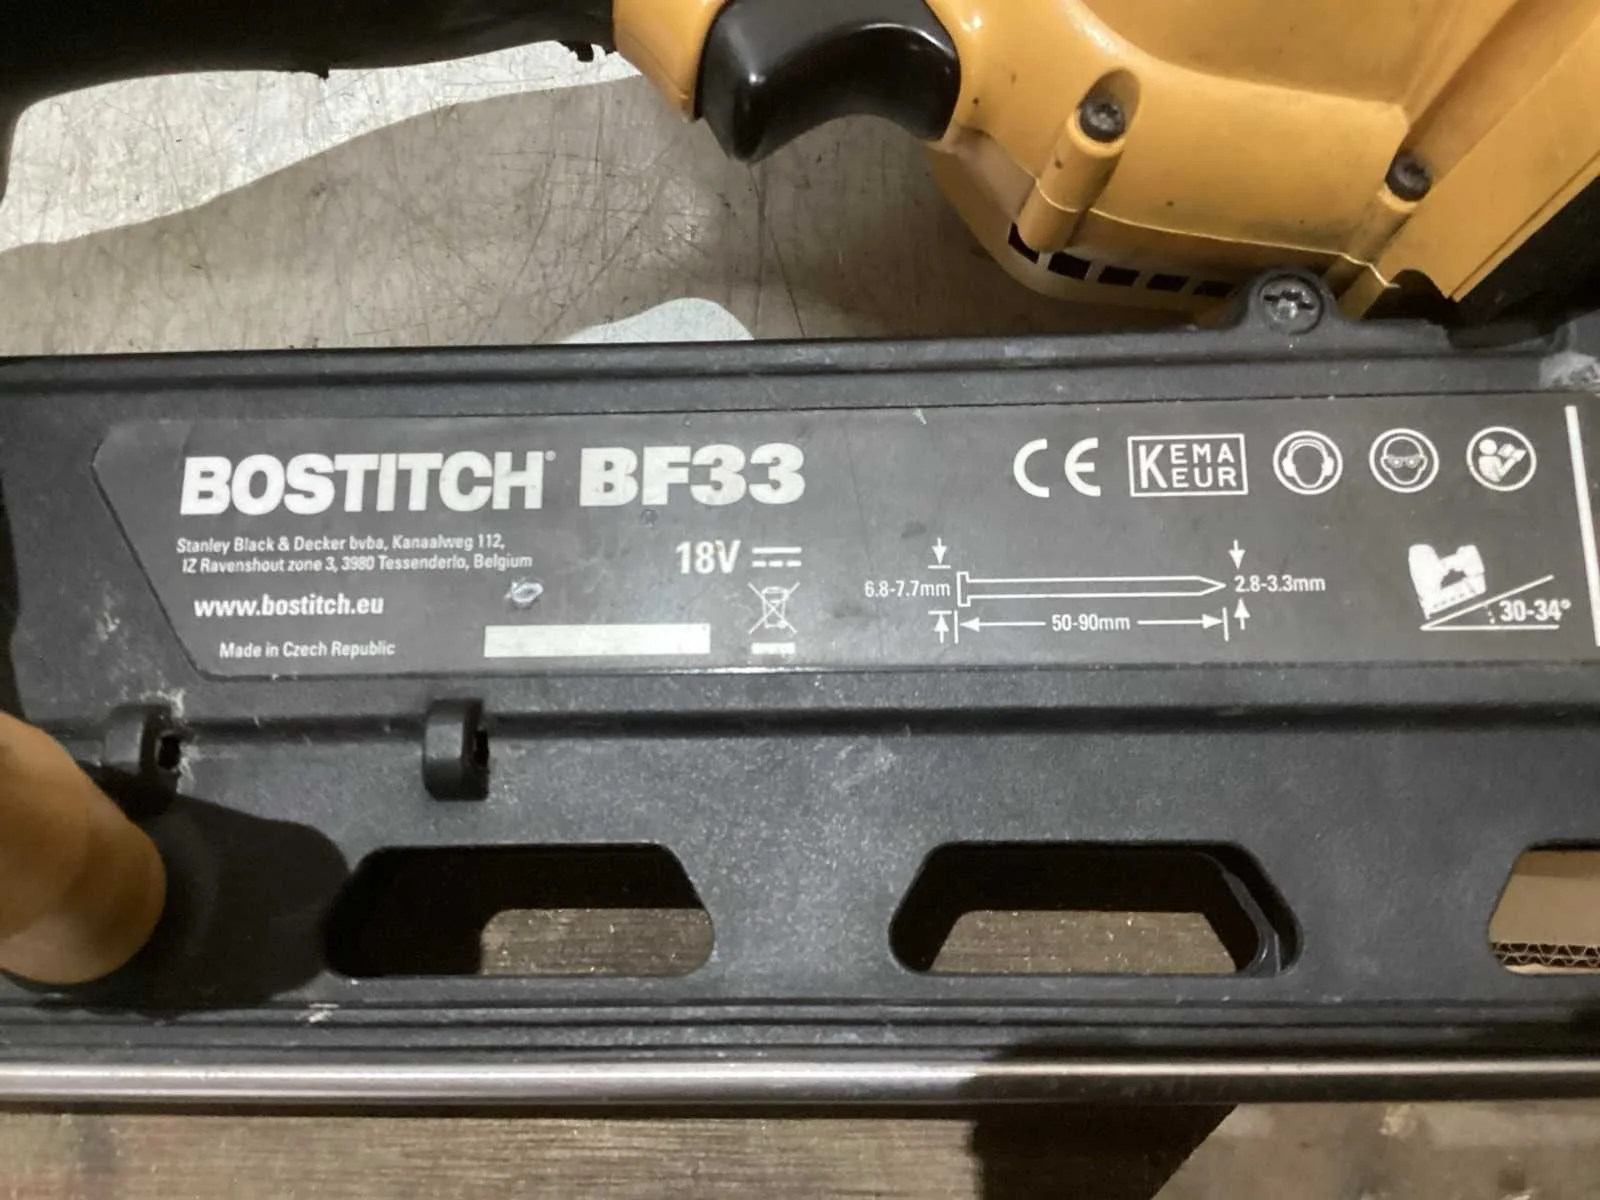 BOSTITCH® BF33
Stanley Black & Decker bvba, Kanaalweg 112,
IZ Ravenshout zone 3, 3980 Tessenderlo, Belgium
www.bostitch.eu
Made in Czech Republic
18V
CE
KEMA
KEUR
6.8-7.7mm
2.8-3.3mm
50-90mm
30-34°